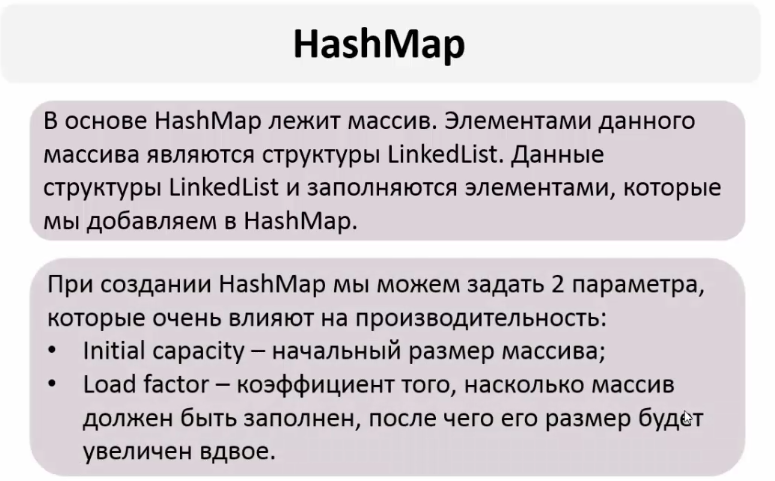 HashMap
В основе HashMap лежит массив. Элементами данного
массива являются структуры LinkedList. Данные
структуры LinkedList и заполняются элементами, которые
мы добавляем в HashMap.
При создании HashMap мы можем задать 2 параметра,
которые очень влияют на производительность:
• Initial capacity – начальный размер массива;
• Load factor – коэффициент того, насколько массив
должен быть заполнен, после чего его размер будет
увеличен вдвое.